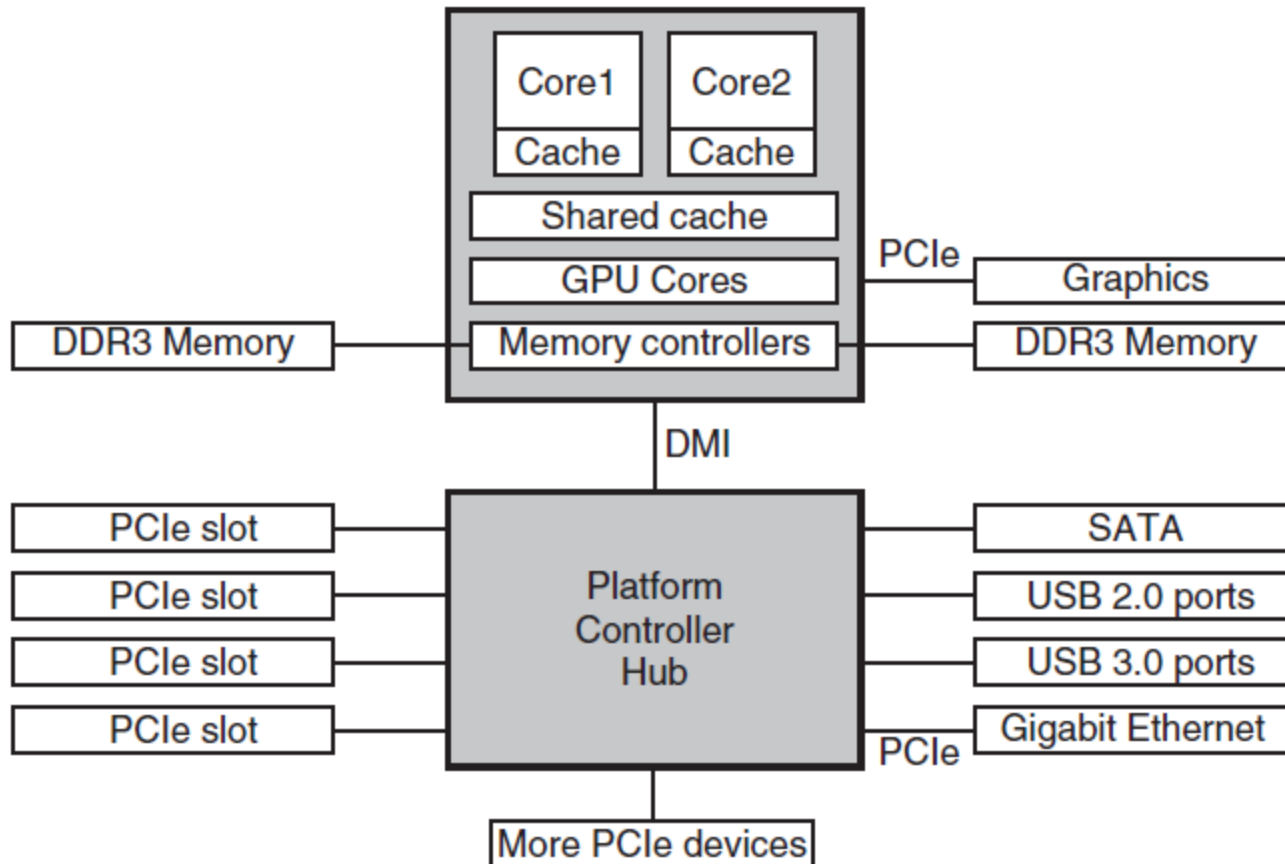 Core1
Core2
Cache
Cache
Shared cache
PCIe
GPU Cores
Graphics
DDR3 Memory
Memory controllers
DDR3 Memory
DMI
PCIe slot
SATA
PCIe slot
Platform
USB 2.0 ports
Controller
PCIe slot
Hub
USB 3.0 ports
PCIe slot
Gigabit Ethernet
PCIe
More PCIe devices